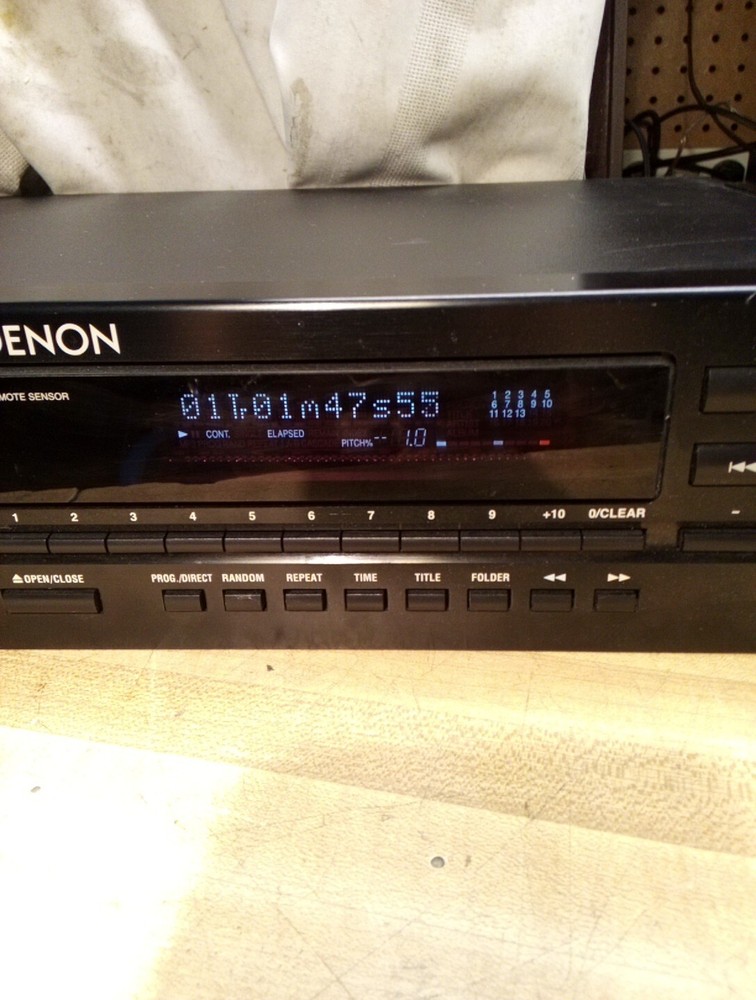 DENON
MOTE SENSOR
01Tr01m47s55
1 2 3 4 5
6 7 8 9 10
11 12 13
CONT. ELAPSED PITCH% -- 1.0
1 2 3 4 5 6 7 8 9 +10 0/CLEAR -
OPEN/CLOSE PROG./DIRECT RANDOM REPEAT TIME TITLE FOLDER